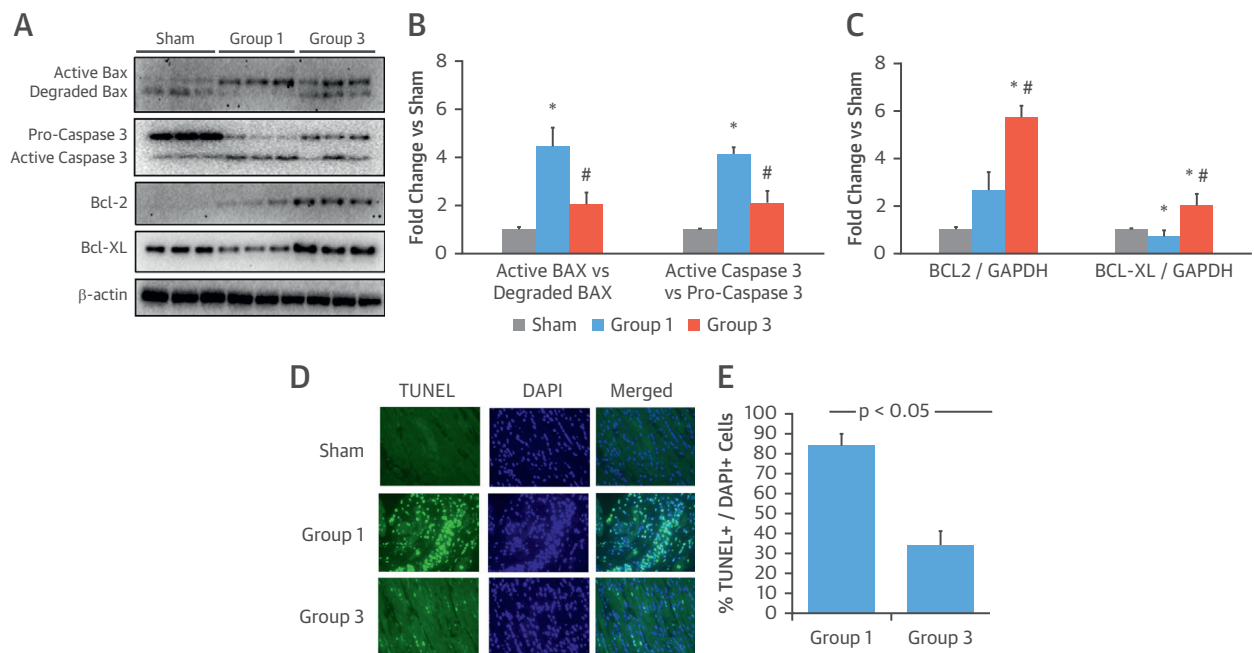 A
Sham Group 1 Group 3
Active Bax
Degraded Bax
Pro-Caspase 3
Active Caspase 3
Bcl-2
Bcl-XL
β-actin
B
Fold Change vs Sham
8
6
4
2
0
*
#
*
#
Active BAX vs
Degraded BAX
Active Caspase 3
vs Pro-Caspase 3
Sham Group 1 Group 3
C
Fold Change vs Sham
8
6
4
2
0
* #
*
* #
BCL2 / GAPDH
BCL-XL / GAPDH
D
TUNEL DAPI Merged
Sham
Group 1
Group 3
E
% TUNEL+ / DAPI+ Cells
100
90
80
70
60
50
40
30
20
10
0
p < 0.05
Group 1 Group 3